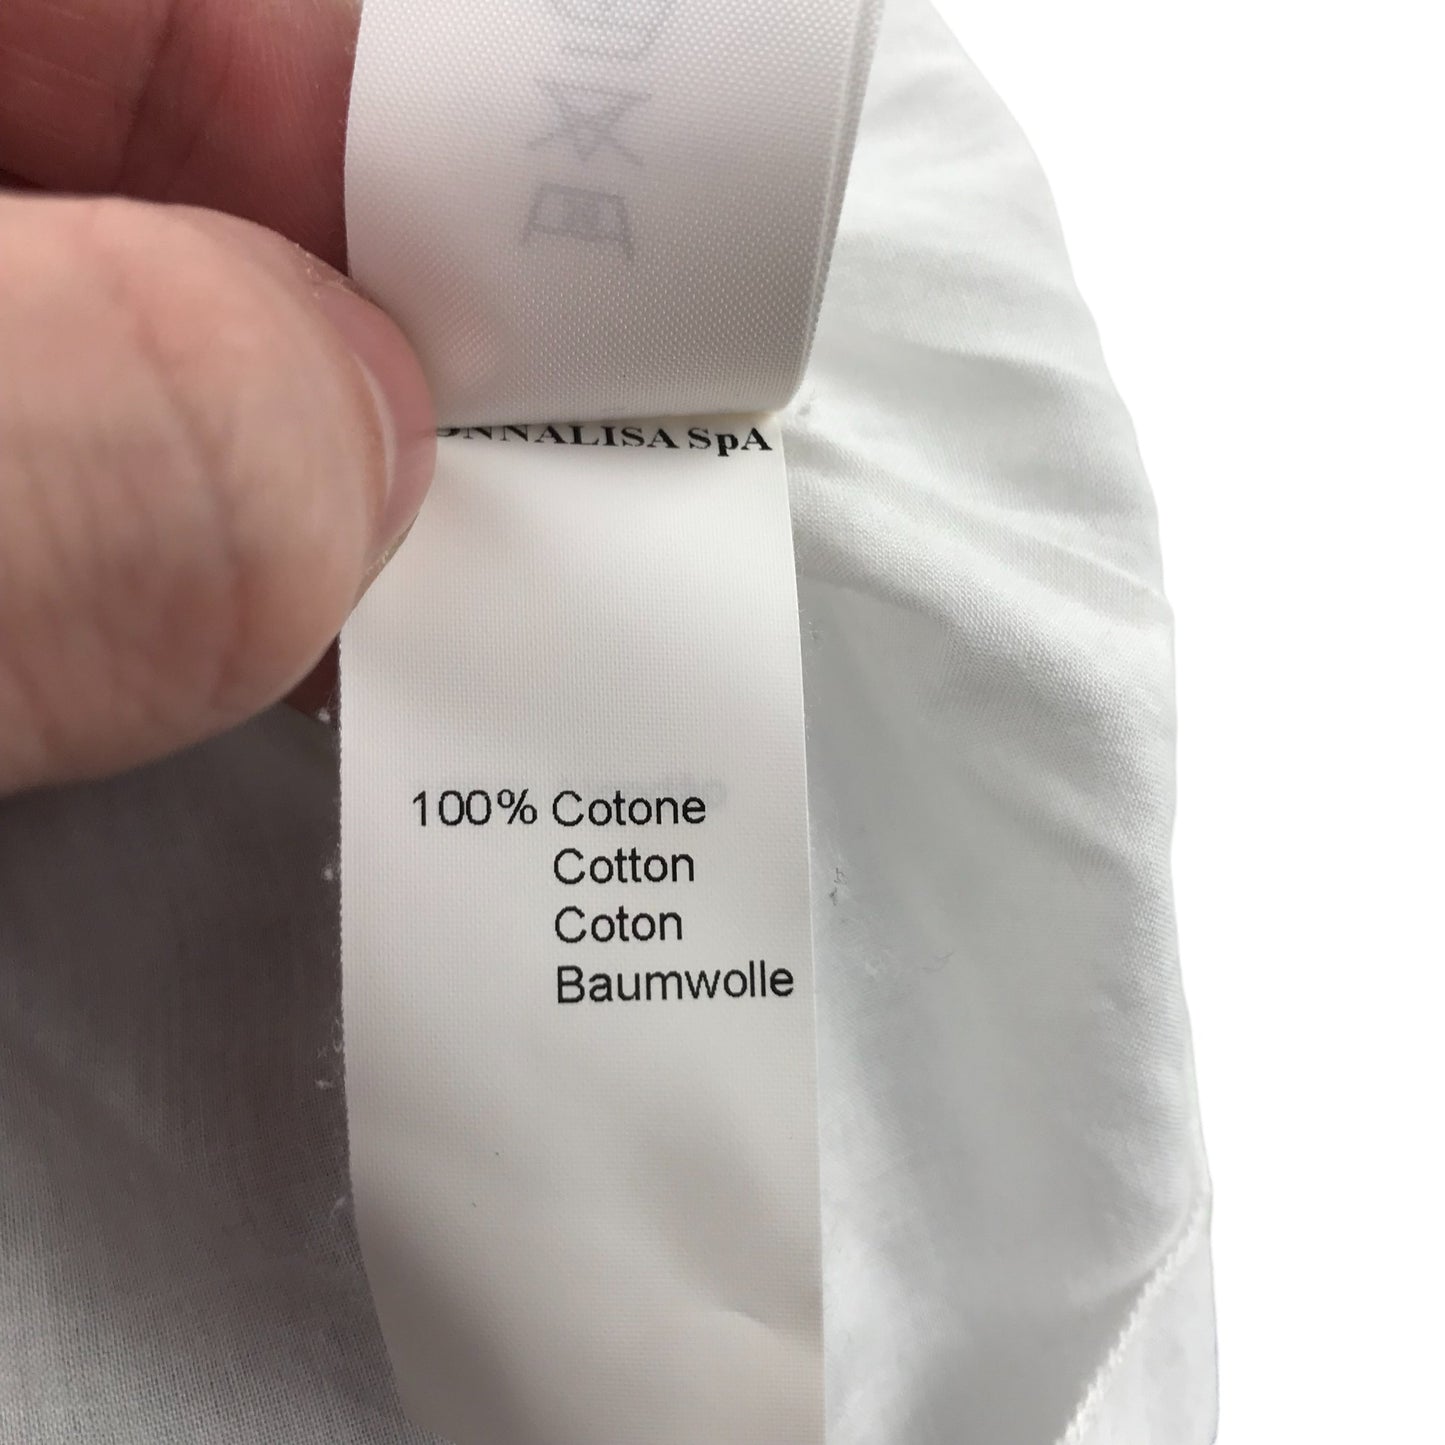 NNALISA SpA
100% Cotone
Cotton
Coton
Baumwolle